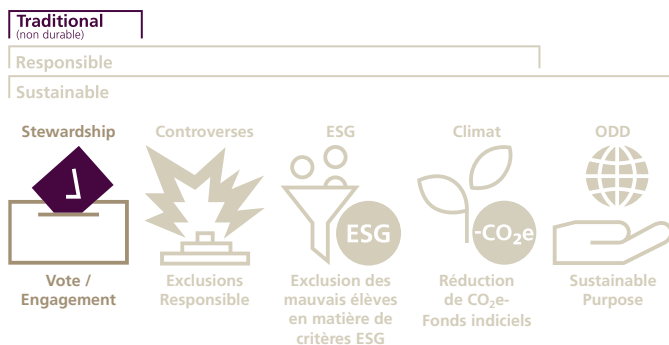 Traditional
(non durable)
Responsible
Sustainable
Stewardship
Controverses
ESG
Climat
ODD
ESG
-CO₂e
Vote /
Engagement
Exclusions
Responsible
Exclusion des
mauvais élèves
en matière de
critères ESG
Réduction
de CO₂e-
Fonds indiciels
Sustainable
Purpose